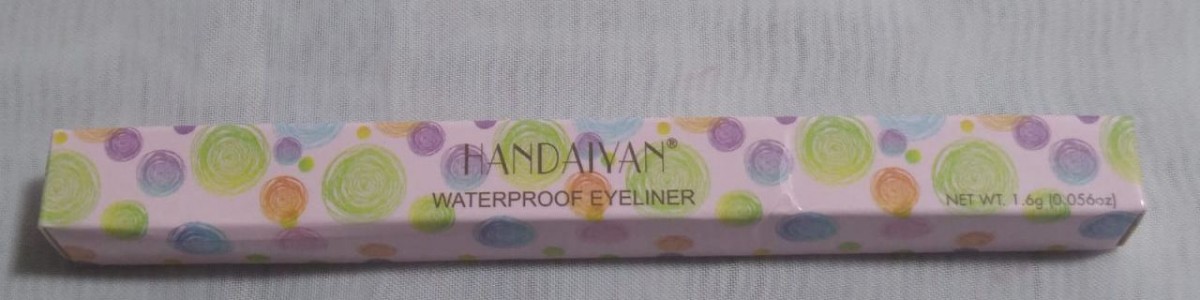 HANDAIYAN®
WATERPROOF EYELINER
NET WT. 1.6g (0.056oz)